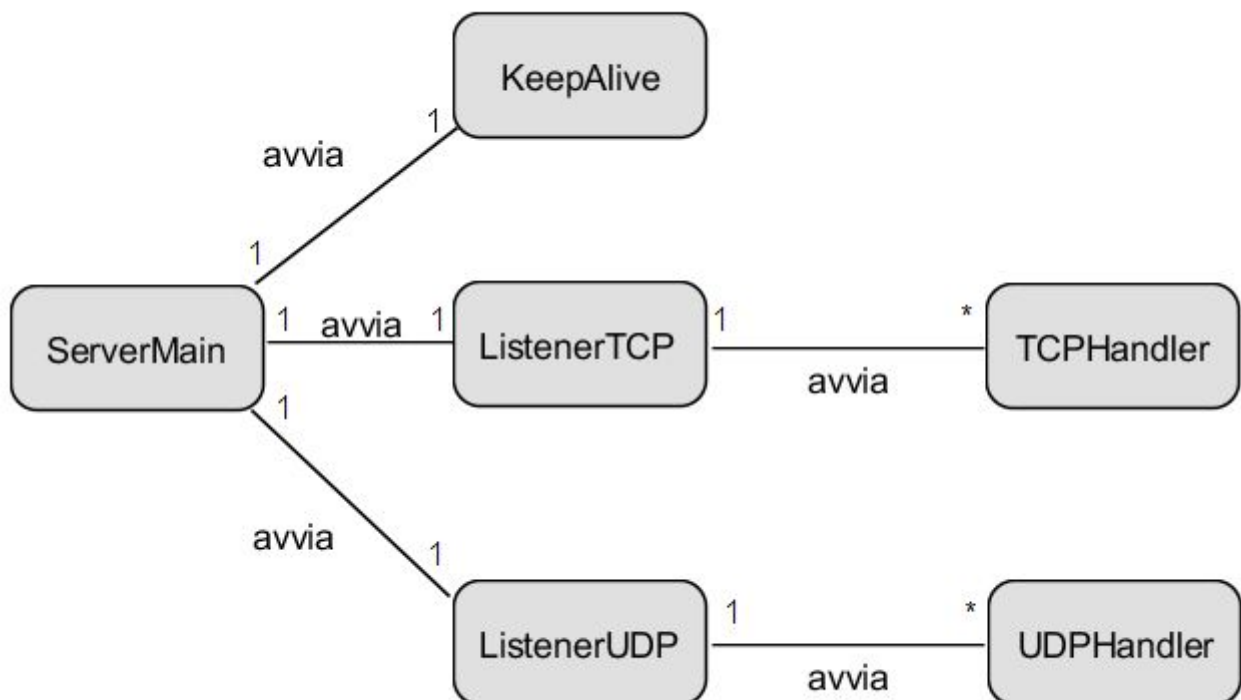 KeepAlive
1
avvia
1
ServerMain
1
avvia
1
ListenerTCP
1
*
TCPHandler
avvia
1
avvia
1
ListenerUDP
1
*
UDPHandler
avvia